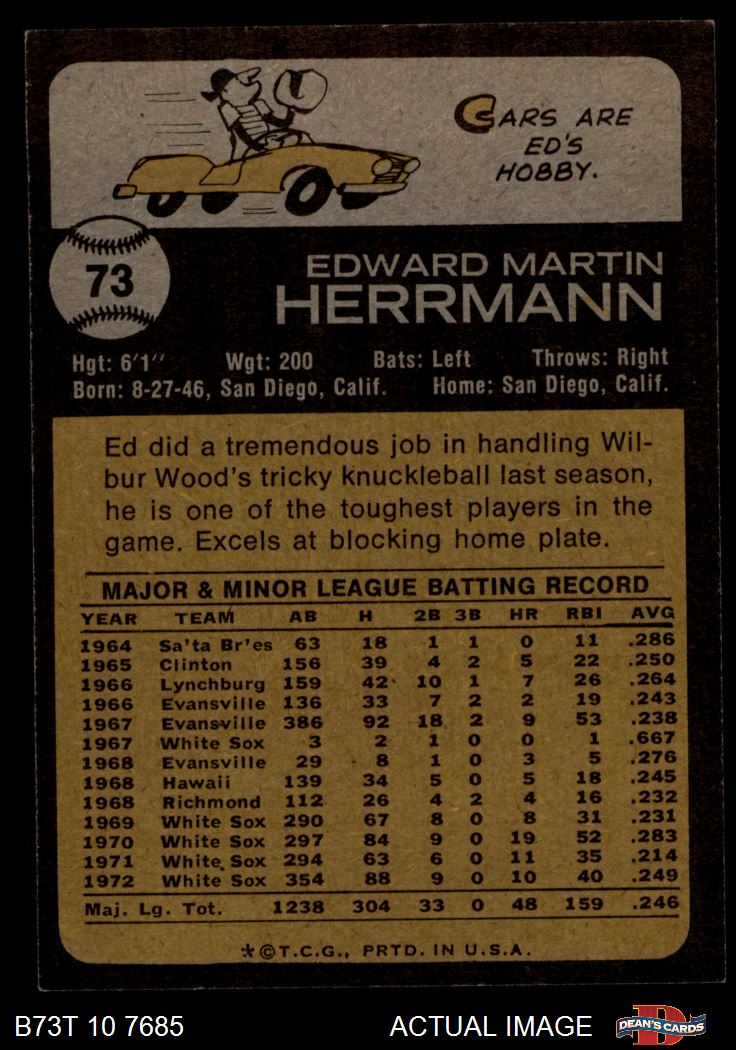 CARS ARE
ED'S
HOBBY.
73
EDWARD MARTIN
HERRMANN
Hgt: 6'1" Wgt: 200 Bats: Left Throws: Right
Born: 8-27-46, San Diego, Calif. Home: San Diego, Calif.
Ed did a tremendous job in handling Wil-
bur Wood's tricky knuckleball last season,
he is one of the toughest players in the
game. Excels at blocking home plate.
MAJOR & MINOR LEAGUE BATTING RECORD
YEAR TEAM AB H 2B 3B HR RBI AVG
1964 Sa'ta Br'es 63 18 1 1 0 11 .286
1965 Clinton 156 39 4 2 5 22 .250
1966 Lynchburg 159 42 10 1 7 26 .264
1966 Evansville 136 33 7 2 2 19 .243
1967 Evansville 386 92 18 2 9 53 .238
1967 White Sox 3 2 1 0 0 1 .667
1968 Evansville 29 8 1 0 3 5 .276
1968 Hawaii 139 34 5 0 5 18 .245
1968 Richmond 112 26 4 2 4 16 .232
1969 White Sox 290 67 8 0 8 31 .231
1970 White Sox 297 84 9 0 19 52 .283
1971 White Sox 294 63 6 0 11 35 .214
1972 White Sox 354 88 9 0 10 40 .249
Maj. Lg. Tot. 1238 304 33 0 48 159 .246
*©T.C.G., PRTD. IN U.S.A.
B73T 10 7685 ACTUAL IMAGE DEAN'S CARDS